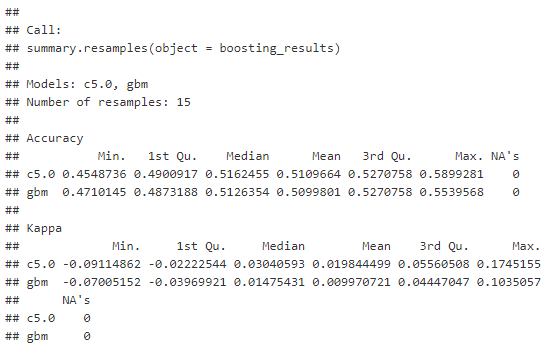 ##
## Call:
## summary.resamples(object = boosting_results)
##
## Models: c5.0, gbm
## Number of resamples: 15
##
## Accuracy
##           Min.   1st Qu.    Median      Mean   3rd Qu.      Max. NA's
## c5.0 0.4548736 0.4900917 0.5162455 0.5109664 0.5270758 0.5899281    0
## gbm  0.4710145 0.4873188 0.5126354 0.5099801 0.5270758 0.5539568    0
##
## Kappa
##             Min.     1st Qu.     Median        Mean    3rd Qu.      Max.
## c5.0 -0.09114862 -0.02222544 0.03040593 0.019844499 0.05560508 0.1745155
## gbm  -0.07005152 -0.03969921 0.01475431 0.009970721 0.04447047 0.1035057
##      NA's
## c5.0    0
## gbm     0